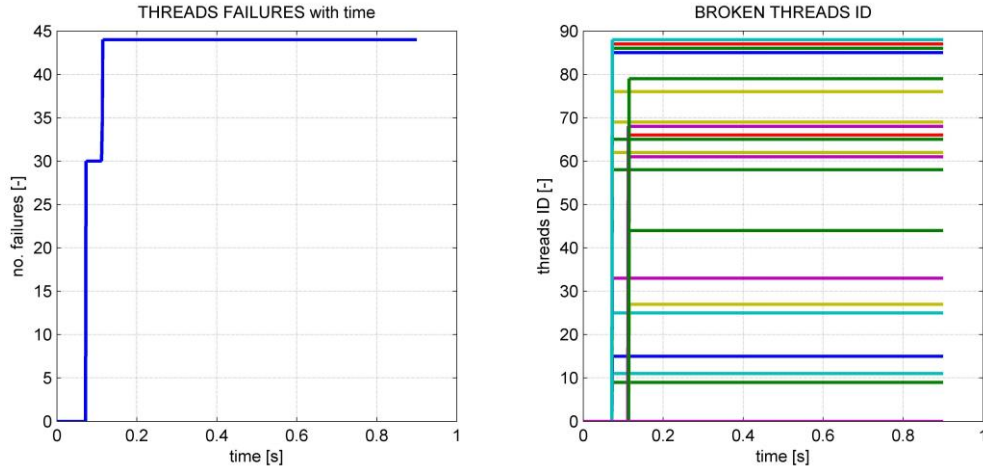 THREADS FAILURES with time
45
40
35
30
25
20
15
10
5
0
no. failures [-]
0 0.2 0.4 0.6 0.8 1
time [s]
BROKEN THREADS ID
90
80
70
60
50
40
30
20
10
0
threads ID [-]
0 0.2 0.4 0.6 0.8 1
time [s]